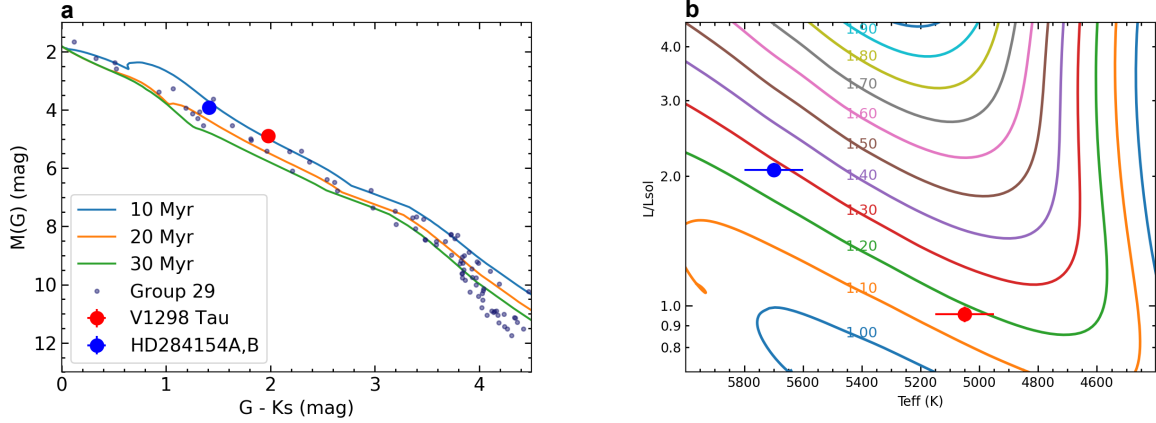 a
M(G) (mag)
2
4
6
8
10
12
10 Myr
20 Myr
30 Myr
Group 29
V1298 Tau
HD284154A,B
0
1
2
3
4
G - Ks (mag)
b
L/Lsol
4.0
3.0
2.0
1.0
0.9
0.8
1.90
1.80
1.70
1.60
1.50
1.40
1.30
1.20
1.10
1.00
5800
5600
5400
5200
5000
4800
4600
Teff (K)